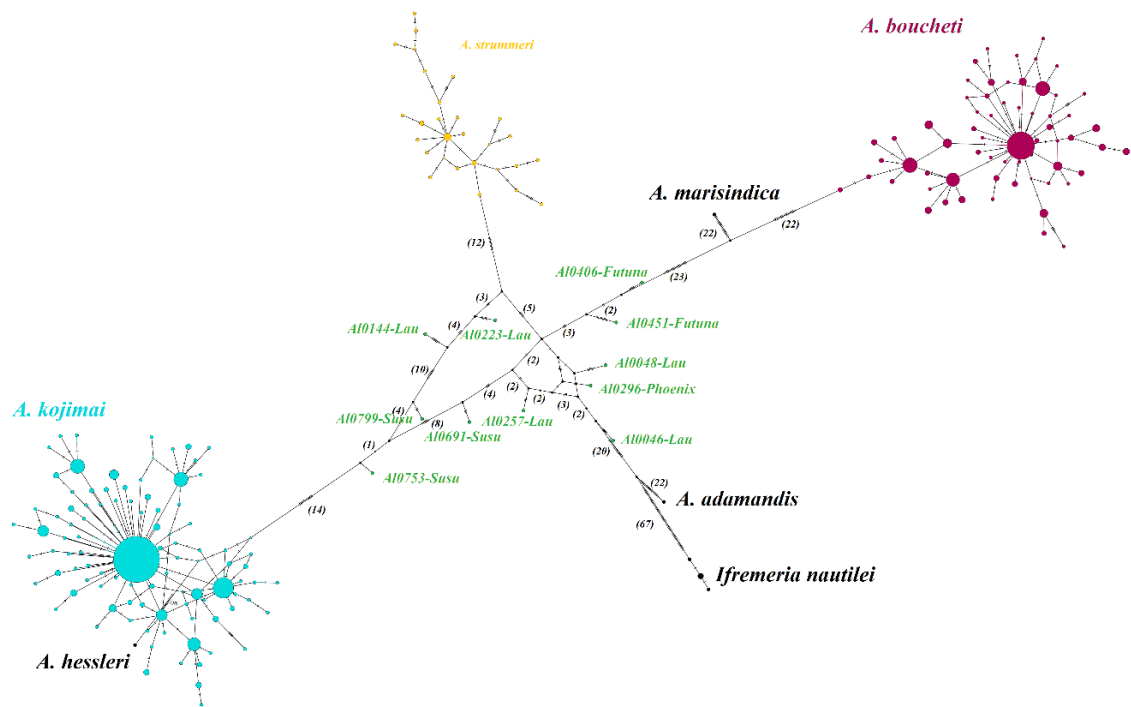 A. boucheti
A. strummeri
A. marisindica
(22)
(22)
(12)
Al0406-Futuna
(23)
(3)
(5)
(2)
Al0451-Futuna
Al0144-Lau
(4)
Al0223-Lau
(3)
(2)
Al0048-Lau
(10)
(2)
Al0296-Phoenix
(4)
(2)
(3)
(2)
A. kojimai
(4)
Al0799-Susu
(8)
Al0257-Lau
Al0691-Susu
Al0046-Lau
(1)
(20)
Al0753-Susu
(22)
A. adamandis
(14)
(67)
Ifremeria nautilei
A. hessleri